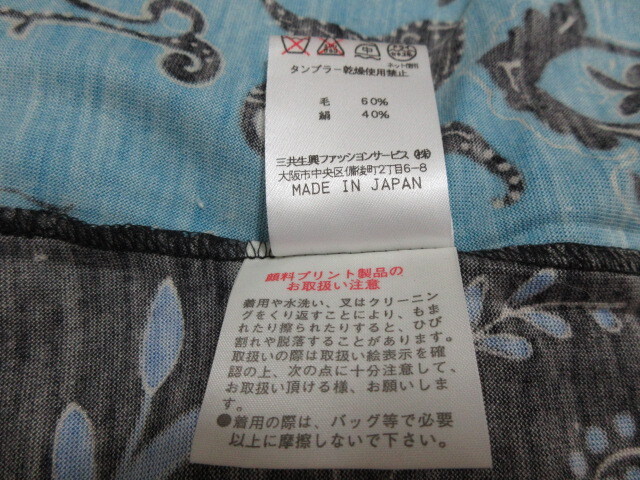 ネット使用
タンブラー乾燥使用禁止
毛 60%
絹 40%
三共生興ファッションサービス㈱
大阪市中央区備後町2丁目6-8
MADE IN JAPAN
顔料プリント製品の
お取扱い注意
着用や水洗い、又はクリーニン
グをくり返すことにより、もま
れたり擦られたりすると、ひび
割れや脱落することがあります。
取扱いの際は取扱い絵表示を確
認の上、次の点に十分注意して、
お取扱い頂ける様、お願いしま
す。
●着用の際は、バッグ等で必要
以上に摩擦しないで下さい。